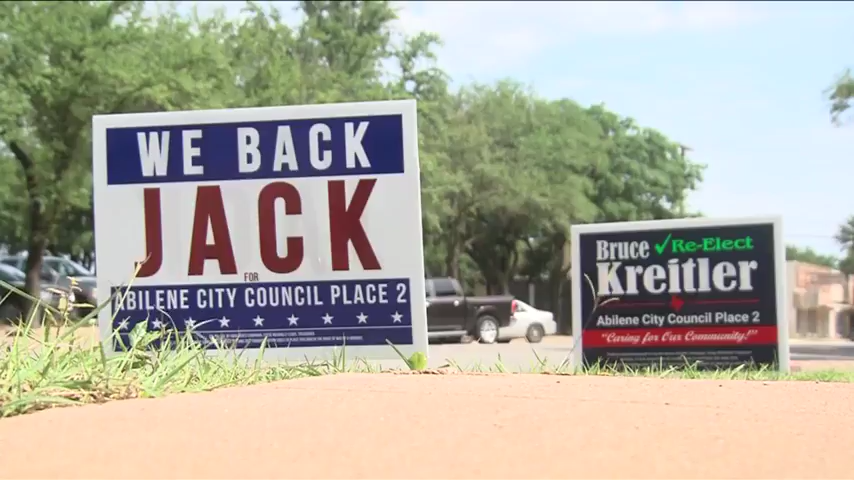 WE BACK
JACK
FOR
ABILENE CITY COUNCIL PLACE 2
Bruce ✓Re-Elect
Kreitler
Abilene City Council Place 2
"Caring for Our Community!"